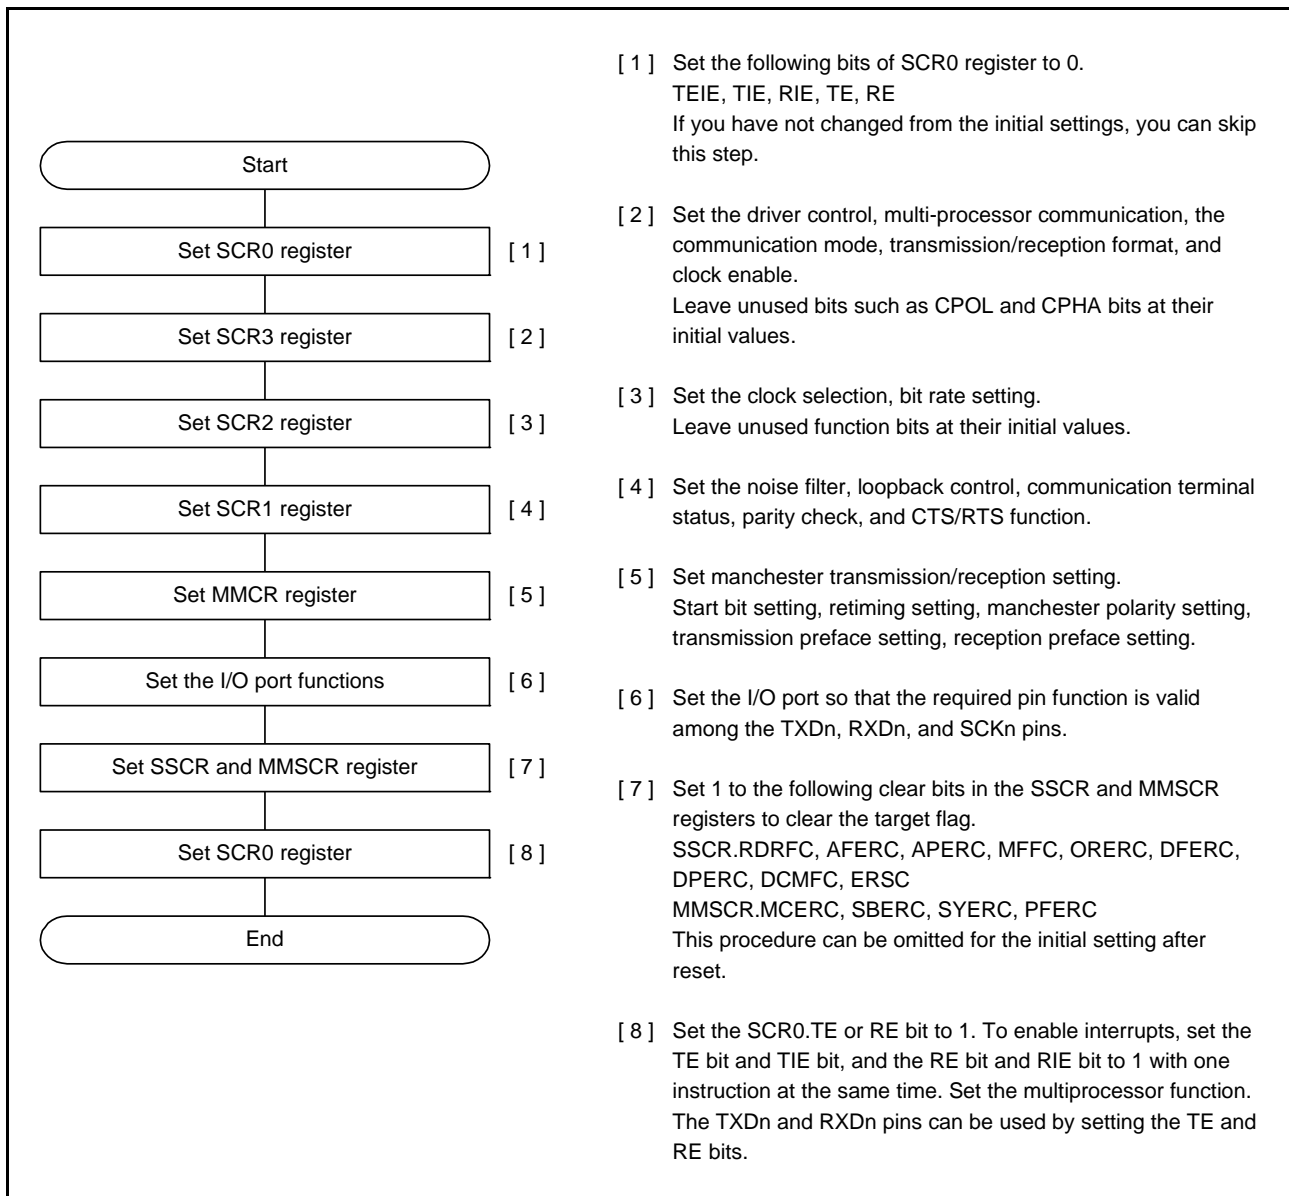 Start
Set SCR0 register
[ 1 ]
Set SCR3 register
[ 2 ]
Set SCR2 register
[ 3 ]
Set SCR1 register
[ 4 ]
Set MMCR register
[ 5 ]
Set the I/O port functions
[ 6 ]
Set SSCR and MMSCR register
[ 7 ]
Set SCR0 register
[ 8 ]
End
[ 1 ] Set the following bits of SCR0 register to 0.
TEIE, TIE, RIE, TE, RE
If you have not changed from the initial settings, you can skip
this step.
[ 2 ] Set the driver control, multi-processor communication, the
communication mode, transmission/reception format, and
clock enable.
Leave unused bits such as CPOL and CPHA bits at their
initial values.
[ 3 ] Set the clock selection, bit rate setting.
Leave unused function bits at their initial values.
[ 4 ] Set the noise filter, loopback control, communication terminal
status, parity check, and CTS/RTS function.
[ 5 ] Set manchester transmission/reception setting.
Start bit setting, retiming setting, manchester polarity setting,
transmission preface setting, reception preface setting.
[ 6 ] Set the I/O port so that the required pin function is valid
among the TXDn, RXDn, and SCKn pins.
[ 7 ] Set 1 to the following clear bits in the SSCR and MMSCR
registers to clear the target flag.
SSCR.RDRFC, AFERC, APERC, MFFC, ORERC, DFERC,
DPERC, DCMFC, ERSC
MMSCR.MCERC, SBERC, SYERC, PFERC
This procedure can be omitted for the initial setting after
reset.
[ 8 ] Set the SCR0.TE or RE bit to 1. To enable interrupts, set the
TE bit and TIE bit, and the RE bit and RIE bit to 1 with one
instruction at the same time. Set the multiprocessor function.
The TXDn and RXDn pins can be used by setting the TE and
RE bits.